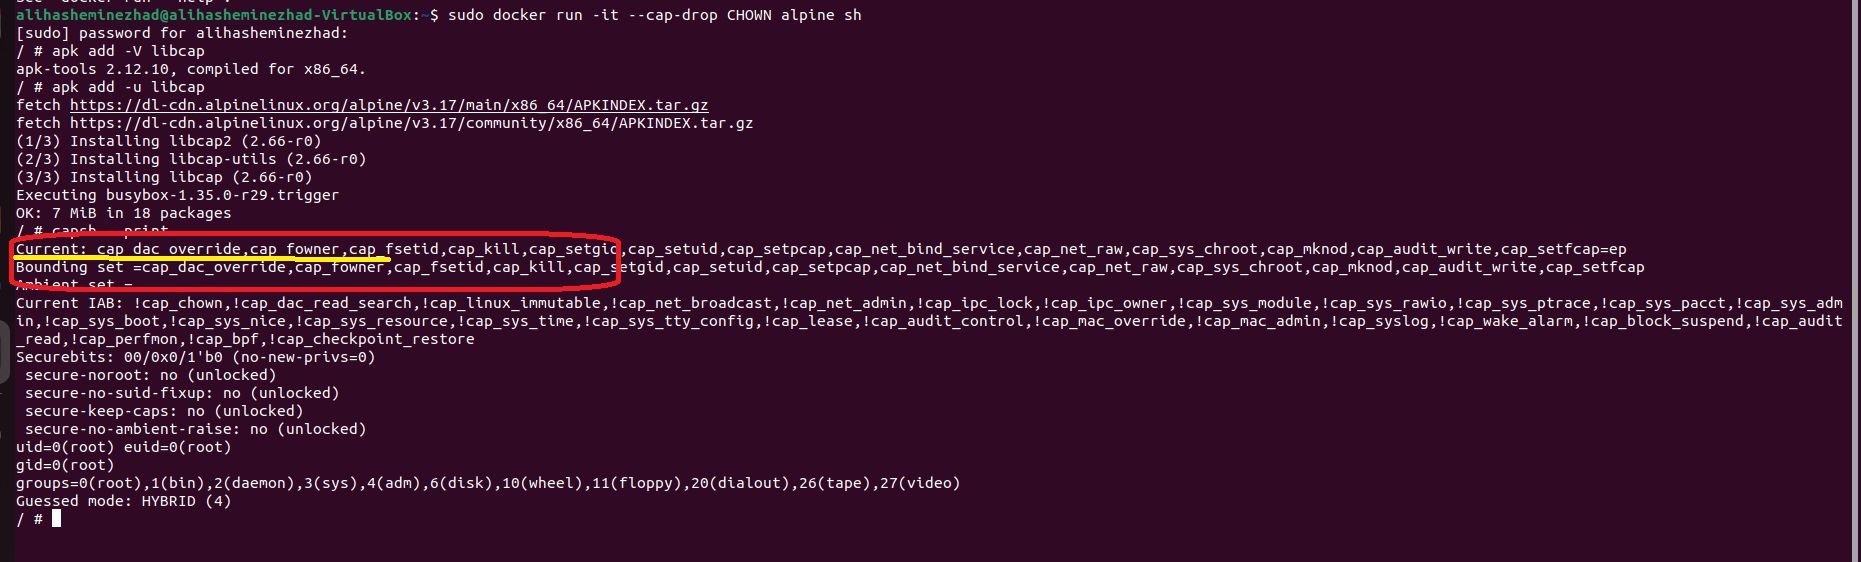 alihasheminezhad@alihasheminezhad-VirtualBox:~$ sudo docker run -it --cap-drop CHOWN alpine sh
[sudo] password for alihasheminezhad:
/ # apk add -V libcap
apk-tools 2.12.10, compiled for x86_64.
/ # apk add -u libcap
fetch https://dl-cdn.alpinelinux.org/alpine/v3.17/main/x86_64/APKINDEX.tar.gz
fetch https://dl-cdn.alpinelinux.org/alpine/v3.17/community/x86_64/APKINDEX.tar.gz
(1/3) Installing libcap2 (2.66-r0)
(2/3) Installing libcap-utils (2.66-r0)
(3/3) Installing libcap (2.66-r0)
Executing busybox-1.35.0-r29.trigger
OK: 7 MiB in 18 packages
/ # capsh --print
Current: cap_dac_override,cap_fowner,cap_fsetid,cap_kill,cap_setgid,cap_setuid,cap_setpcap,cap_net_bind_service,cap_net_raw,cap_sys_chroot,cap_mknod,cap_audit_write,cap_setfcap=ep
Bounding set =cap_dac_override,cap_fowner,cap_fsetid,cap_kill,cap_setgid,cap_setuid,cap_setpcap,cap_net_bind_service,cap_net_raw,cap_sys_chroot,cap_mknod,cap_audit_write,cap_setfcap
Ambient set =
Current IAB: !cap_chown,!cap_dac_read_search,!cap_linux_immutable,!cap_net_broadcast,!cap_net_admin,!cap_ipc_lock,!cap_ipc_owner,!cap_sys_module,!cap_sys_rawio,!cap_sys_ptrace,!cap_sys_pacct,!cap_sys_adm
in,!cap_sys_boot,!cap_sys_nice,!cap_sys_resource,!cap_sys_time,!cap_sys_tty_config,!cap_lease,!cap_audit_control,!cap_mac_override,!cap_mac_admin,!cap_syslog,!cap_wake_alarm,!cap_block_suspend,!cap_audit
_read,!cap_perfmon,!cap_bpf,!cap_checkpoint_restore
Securebits: 00/0x0/1'b0 (no-new-privs=0)
 secure-noroot: no (unlocked)
 secure-no-suid-fixup: no (unlocked)
 secure-keep-caps: no (unlocked)
 secure-no-ambient-raise: no (unlocked)
uid=0(root) euid=0(root)
gid=0(root)
groups=0(root),1(bin),2(daemon),3(sys),4(adm),6(disk),10(wheel),11(floppy),20(dialout),26(tape),27(video)
Guessed mode: HYBRID (4)
/ #